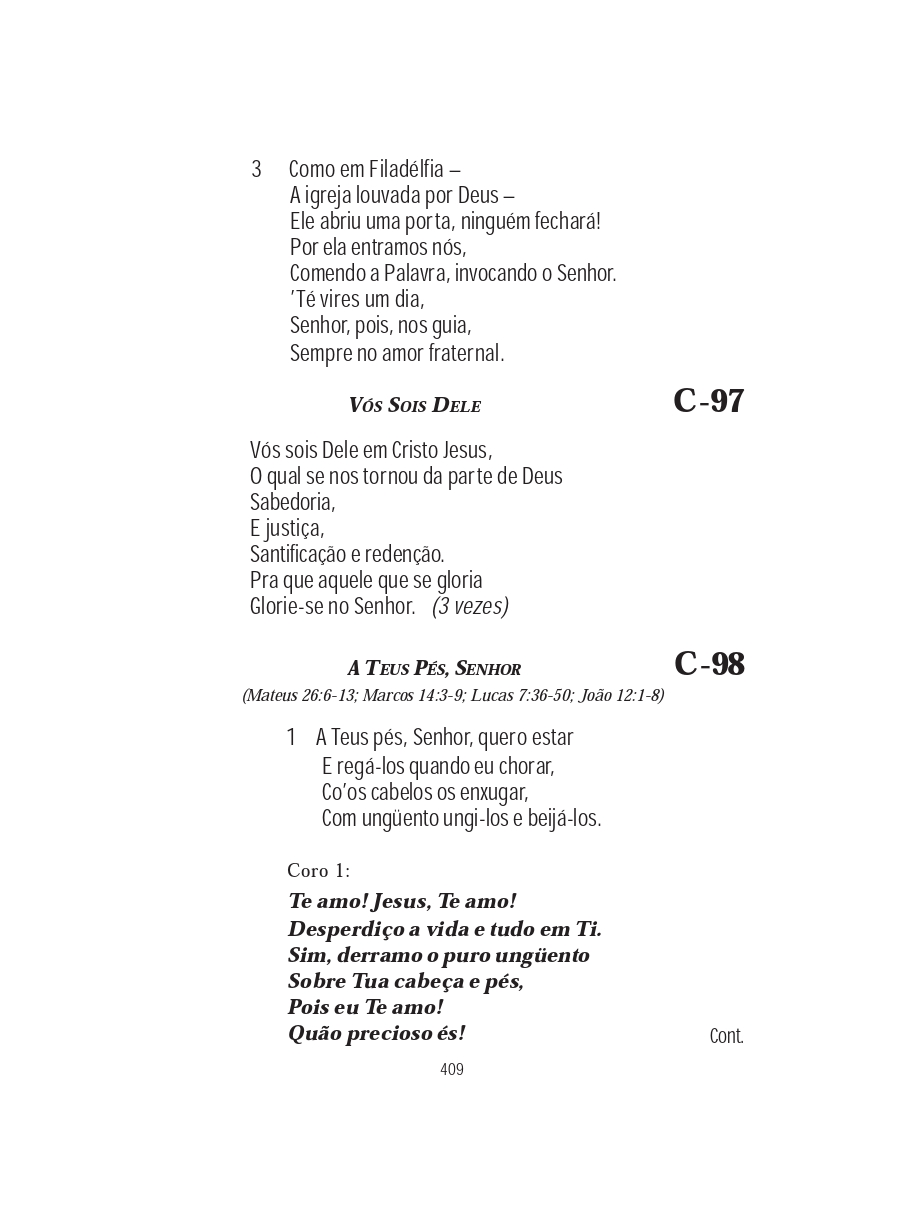 3 Como em Filadélfia –
A igreja louvada por Deus –
Ele abriu uma porta, ninguém fechará!
Por ela entramos nós,
Comendo a Palavra, invocando o Senhor.
’Té vires um dia,
Senhor, pois, nos guia,
Sempre no amor fraternal.
Vós Sois Dele C-97
Vós sois Dele em Cristo Jesus,
O qual se nos tornou da parte de Deus
Sabedoria,
E justiça,
Santificação e redenção.
Pra que aquele que se gloria
Glorie-se no Senhor. (3 vezes)
A Teus Pés, Senhor C-98
(Mateus 26:6-13; Marcos 14:3-9; Lucas 7:36-50; João 12:1-8)
1 A Teus pés, Senhor, quero estar
E regá-los quando eu chorar,
Co’os cabelos os enxugar,
Com ungüento ungi-los e beijá-los.
Coro 1:
Te amo! Jesus, Te amo!
Desperdiço a vida e tudo em Ti.
Sim, derramo o puro ungüento
Sobre Tua cabeça e pés,
Pois eu Te amo!
Quão precioso és!
Cont.
409